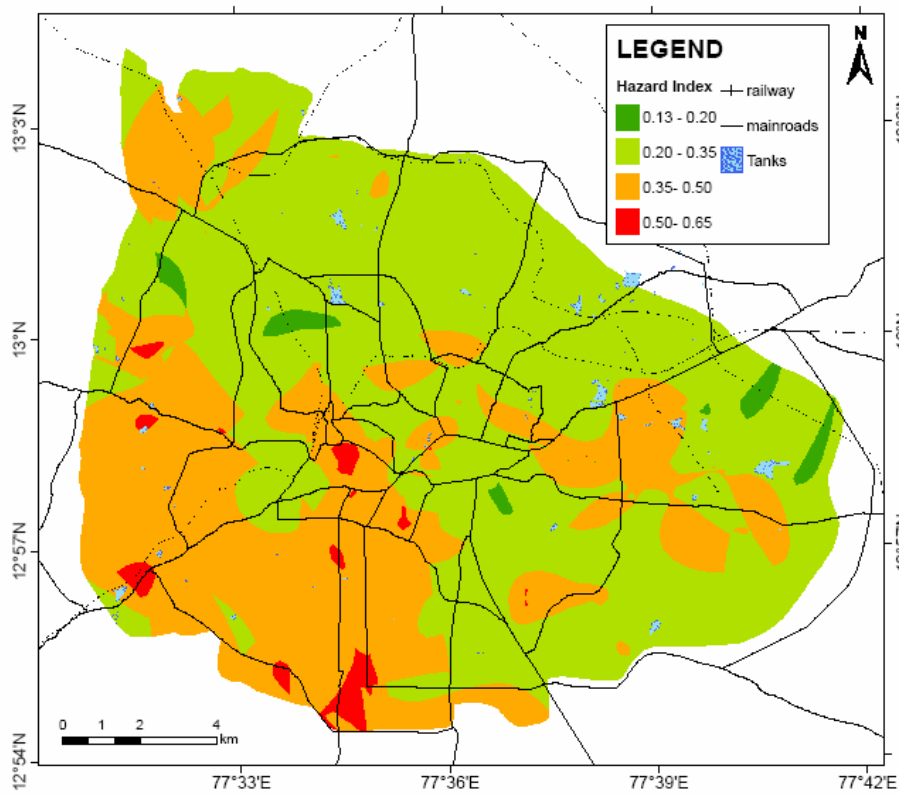 LEGEND
N
Hazard Index
railway
0.13 - 0.20
mainroads
0.20 - 0.35
Tanks
0.35- 0.50
0.50- 0.65
13°3'N
13°N
12°57'N
12°54'N
0 1 2 4
km
77°33'E
77°36'E
77°39'E
77°42'E